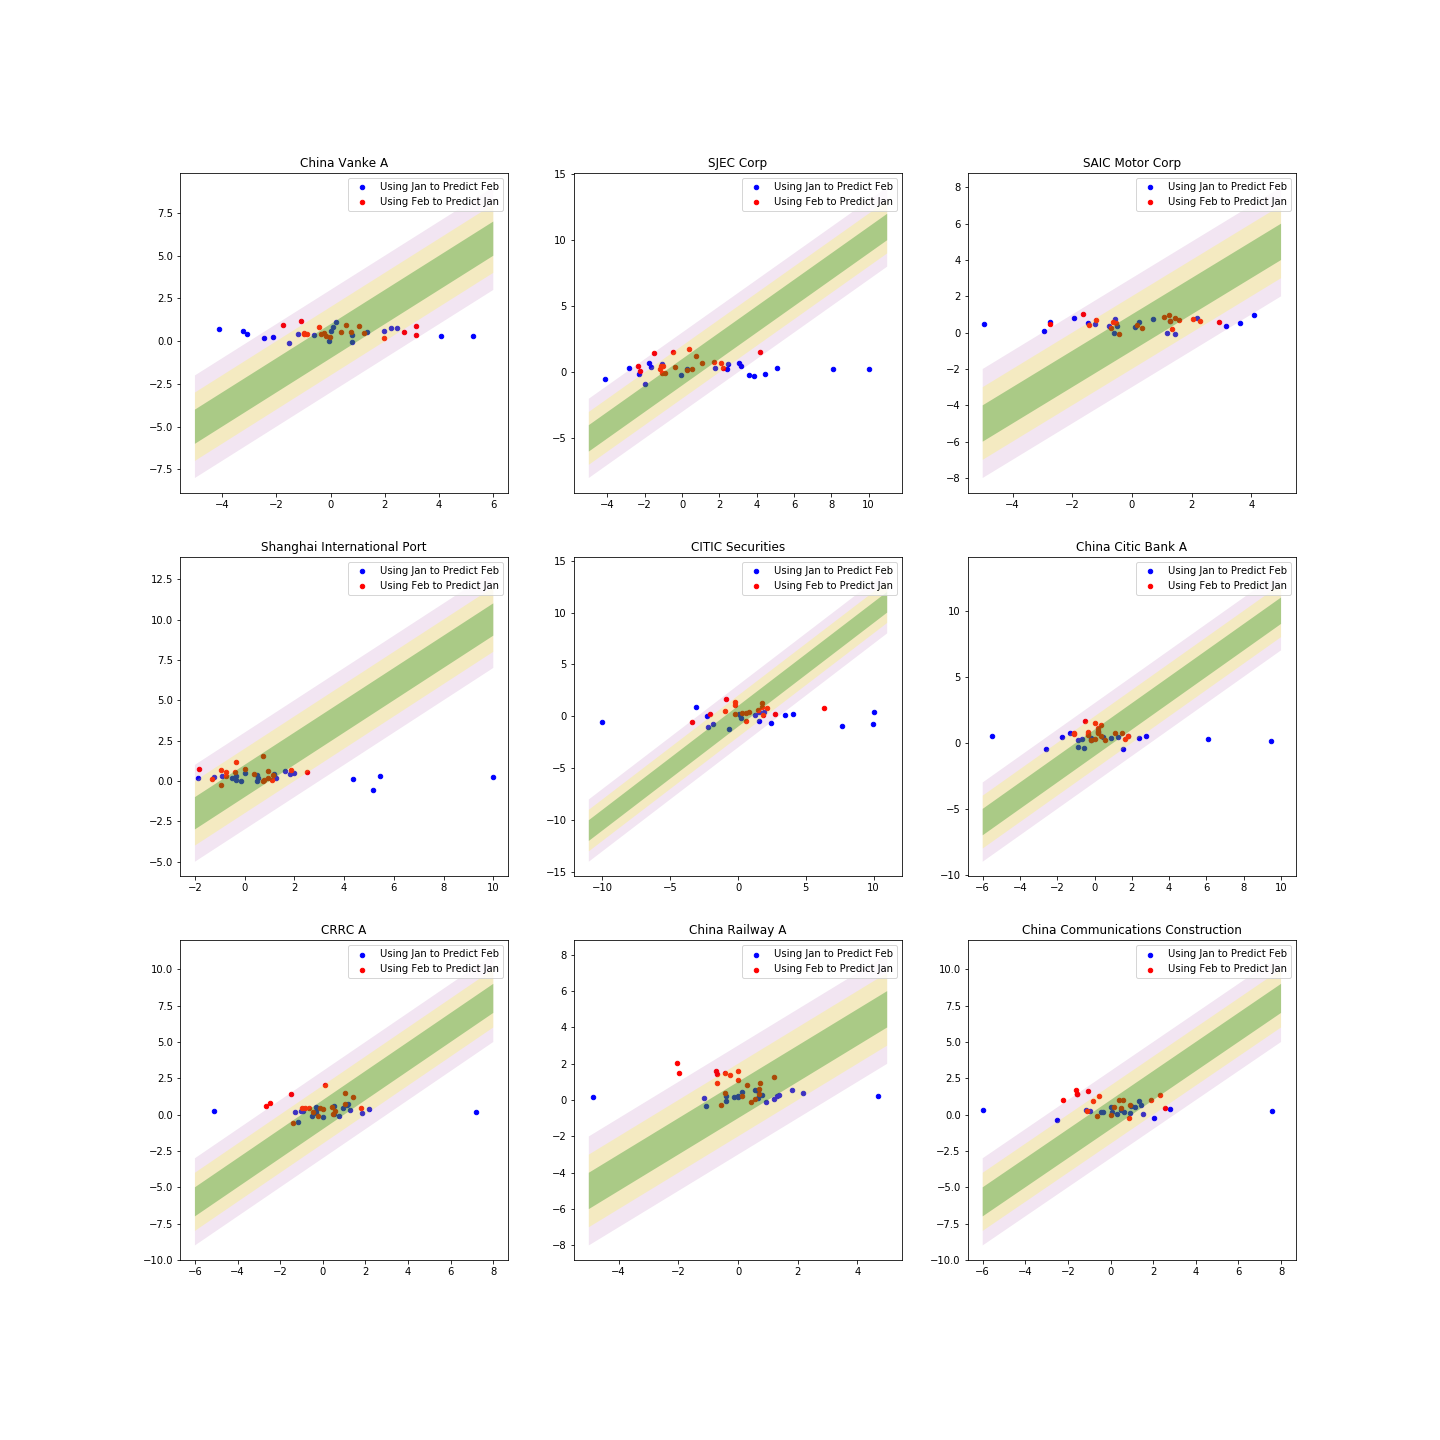 China Vanke A
Using Jan to Predict Feb
Using Feb to Predict Jan
7.5
5.0
2.5
0.0
−2.5
−5.0
−7.5
−4 −2 0 2 4 6
SJEC Corp
Using Jan to Predict Feb
Using Feb to Predict Jan
15
10
5
0
−5
−4 −2 0 2 4 6 8 10
SAIC Motor Corp
Using Jan to Predict Feb
Using Feb to Predict Jan
8
6
4
2
0
−2
−4
−6
−8
−4 −2 0 2 4
Shanghai International Port
Using Jan to Predict Feb
Using Feb to Predict Jan
12.5
10.0
7.5
5.0
2.5
0.0
−2.5
−5.0
−2 0 2 4 6 8 10
CITIC Securities
Using Jan to Predict Feb
Using Feb to Predict Jan
15
10
5
0
−5
−10
−15
−10 −5 0 5 10
China Citic Bank A
Using Jan to Predict Feb
Using Feb to Predict Jan
10
5
0
−5
−10
−6 −4 −2 0 2 4 6 8 10
CRRC A
Using Jan to Predict Feb
Using Feb to Predict Jan
10.0
7.5
5.0
2.5
0.0
−2.5
−5.0
−7.5
−10.0
−6 −4 −2 0 2 4 6 8
China Railway A
Using Jan to Predict Feb
Using Feb to Predict Jan
8
6
4
2
0
−2
−4
−6
−8
−4 −2 0 2 4
China Communications Construction
Using Jan to Predict Feb
Using Feb to Predict Jan
10.0
7.5
5.0
2.5
0.0
−2.5
−5.0
−7.5
−10.0
−6 −4 −2 0 2 4 6 8